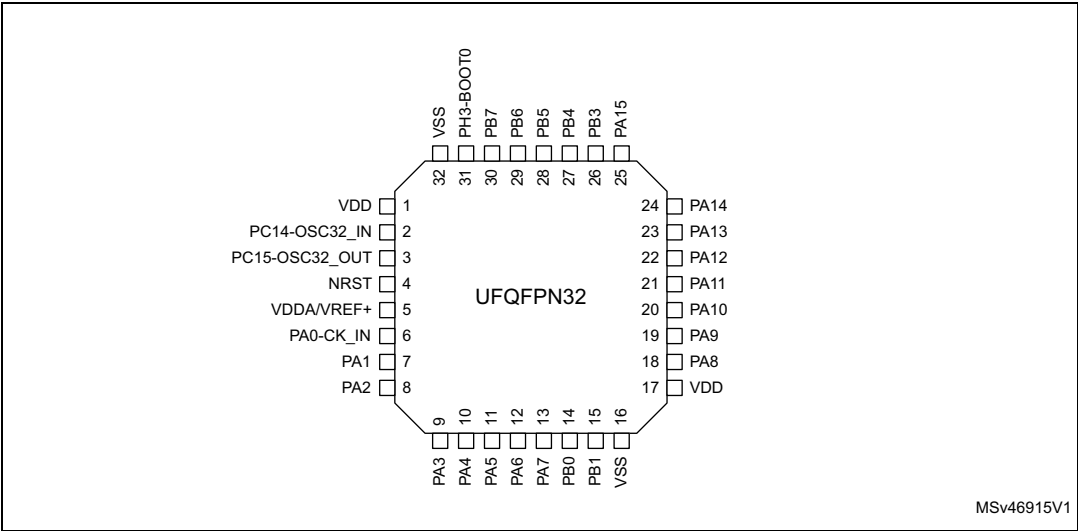 VSS
PH3-BOOT0
PB7
PB6
PB5
PB4
PB3
PA15
32
31
30
29
28
27
26
25
VDD 1
PC14-OSC32_IN 2
PC15-OSC32_OUT 3
NRST 4
VDDA/VREF+ 5
PA0-CK_IN 6
PA1 7
PA2 8
UFQFPN32
24 PA14
23 PA13
22 PA12
21 PA11
20 PA10
19 PA9
18 PA8
17 VDD
9
10
11
12
13
14
15
16
PA3
PA4
PA5
PA6
PA7
PB0
PB1
VSS
MSv46915V1